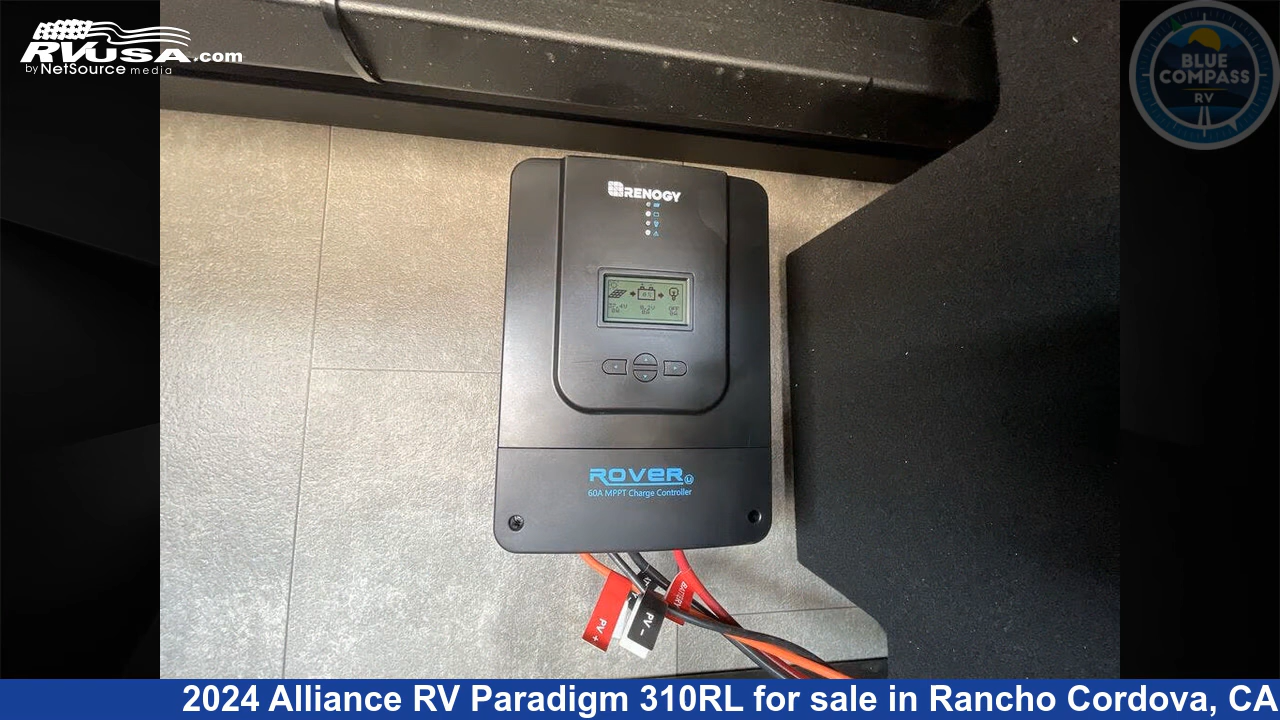 RVUSA.com
by NetSource media
BLUE
COMPASS
RV
RENOGY
ROVER
60A MPPT Charge Controller
BATTERY
PV +
PV –
2024 Alliance RV Paradigm 310RL for sale in Rancho Cordova, CA